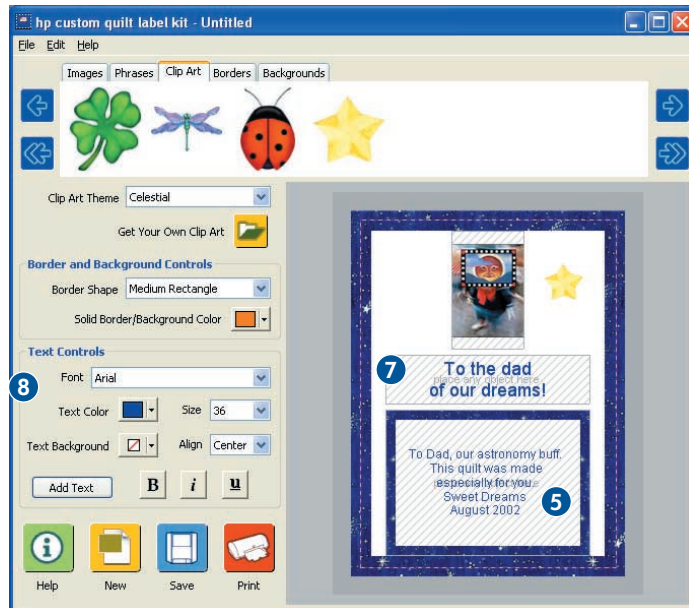 hp custom quilt label kit - Untitled
File Edit Help
Images Phrases Clip Art Borders Backgrounds
Clip Art Theme Celestial
Get Your Own Clip Art
Border and Background Controls
Border Shape Medium Rectangle
Solid Border/Background Color
Text Controls
8
Font Arial
Text Color Size 36
Text Background Align Center
Add Text B i u
Help New Save Print
7
To the dad
place any object here
of our dreams!
To Dad, our astronomy buff.
This quilt was made
especially for you.
Sweet Dreams
August 2002
5